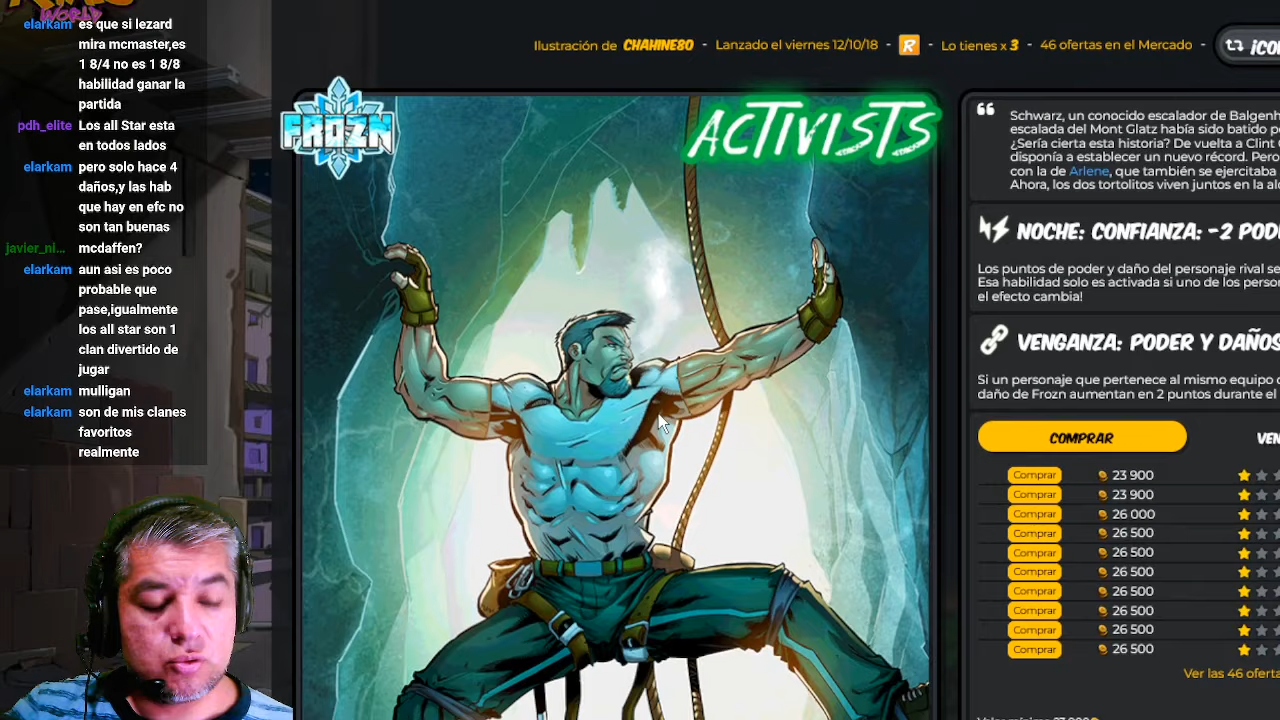 WORLD
elarkam es que si lezard
mira mcmaster,es
1 8/4 no es 1 8/8
habilidad ganar la
partida
pdh_elite Los all Star esta
en todos lados
elarkam pero solo hace 4
daños,y las hab
que hay en efc no
son tan buenas
javier_ni... mcdaffen?
elarkam aun asi es poco
probable que
pase,igualmente
los all star son 1
clan divertido de
jugar
elarkam mulligan
elarkam son de mis clanes
favoritos
realmente
Ilustración de CHAHINE80 - Lanzado el viernes 12/10/18 - R - Lo tienes x 3 - 46 ofertas en el Mercado -
FROZN
ACTIVISTS
Schwarz, un conocido escalador de Balgenh
escalada del Mont Glatz había sido batido p
¿Sería cierta esta historia? De vuelta a Clint
disponía a establecer un nuevo récord. Pero
con la de Arlene, que también se ejercitaba
Ahora, los dos tortolitos viven juntos en la al
NOCHE: CONFIANZA: -2 POD
Los puntos de poder y daño del personaje rival se
Esa habilidad solo es activada si uno de los person
el efecto cambia!
VENGANZA: PODER Y DAÑOS
Si un personaje que pertenece al mismo equipo
daño de Frozn aumentan en 2 puntos durante el
COMPRAR VEN
Comprar 23 900
Comprar 23 900
Comprar 26 000
Comprar 26 500
Comprar 26 500
Comprar 26 500
Comprar 26 500
Comprar 26 500
Comprar 26 500
Comprar 26 500
Ver las 46 oferta